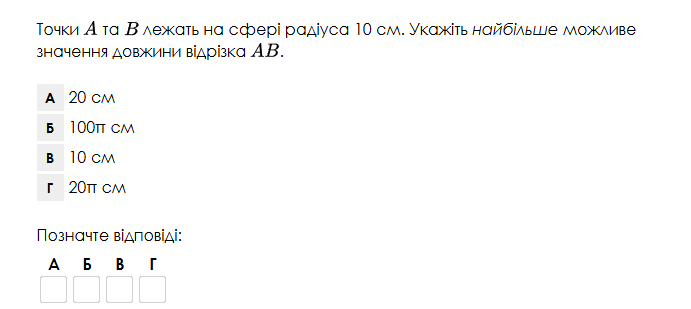 Точки A та B лежать на сфері радіуса 10 см. Укажіть найбільше можливе
значення довжини відрізка AB.
А 20 см
Б 100π см
В 10 см
Г 20π см
Позначте відповіді:
А Б В Г